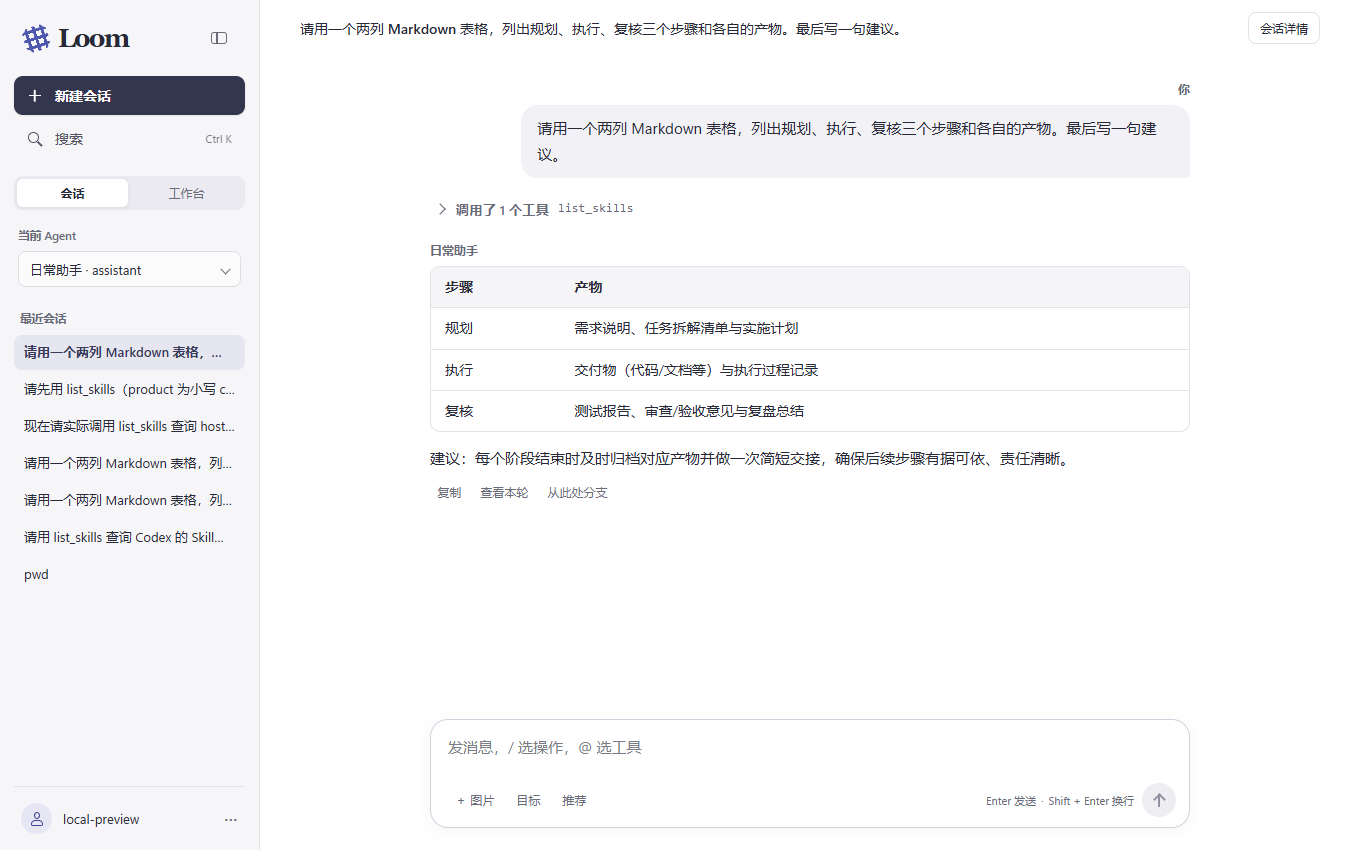 Loom
新建会话
搜索 Ctrl K
会话 工作台
当前 Agent
日常助手 · assistant
最近会话
请用一个两列 Markdown 表格，...
请先用 list_skills（product 为小写 c...
现在请实际调用 list_skills 查询 host...
请用一个两列 Markdown 表格，列...
请用一个两列 Markdown 表格，列...
请用 list_skills 查询 Codex 的 Skill...
pwd
local-preview ...
请用一个两列 Markdown 表格，列出规划、执行、复核三个步骤和各自的产物。最后写一句建议。
会话详情
你
请用一个两列 Markdown 表格，列出规划、执行、复核三个步骤和各自的产物。最后写一句建
议。
调用了 1 个工具 list_skills
日常助手
步骤 产物
规划 需求说明、任务拆解清单与实施计划
执行 交付物（代码/文档等）与执行过程记录
复核 测试报告、审查/验收意见与复盘总结
建议：每个阶段结束时及时归档对应产物并做一次简短交接，确保后续步骤有据可依、责任清晰。
复制 查看本轮 从此处分支
发消息，/ 选操作，@ 选工具
+ 图片 目标 推荐 Enter 发送 · Shift + Enter 换行